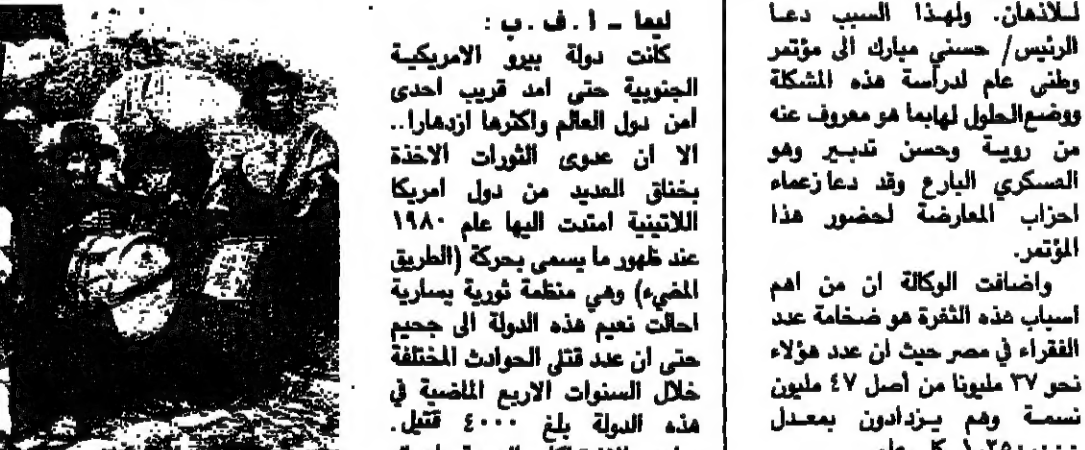 للاذهان. ولهذا السبب دعا
الرئيس/ حسني مبارك الى مؤتمر
وطني عام لدراسة هذه المشكلة
ووضع الحلول لها بما هو معروف عنه
من روية وحسن تدبير وهو
العسكري البارع وقد دعا زعماء
احزاب المعارضة لحضور هذا
المؤتمر.
واضافت الوكالة ان من اهم
اسباب هذه الثغرة هو ضخامة عدد
الفقراء في مصر حيث ان عدد هؤلاء
نحو ٣٧ مليونا من أصل ٤٧ مليون
نسمة وهم يزدادون بمعدل
ليما ـ أ . ف . ب :
كانت دولة بيرو الامريكية
الجنوبية حتى امد قريب احدى
أمن دول العالم واكثرها ازدهارا..
الا ان عدوى الثورات الاخذة
بخناق العديد من دول امريكا
اللاتينية امتدت اليها عام ١٩٨٠
عند ظهور ما يسمى بحركة (الطريق
المضيء) وهي منظمة ثورية يسارية
احالت نعيم هذه الدولة الى جحيم
حتى ان عدد قتلى الحوادث المختلفة
خلال السنوات الاربع الماضية في
هذه الدولة بلغ ٤٠٠٠ قتيل.